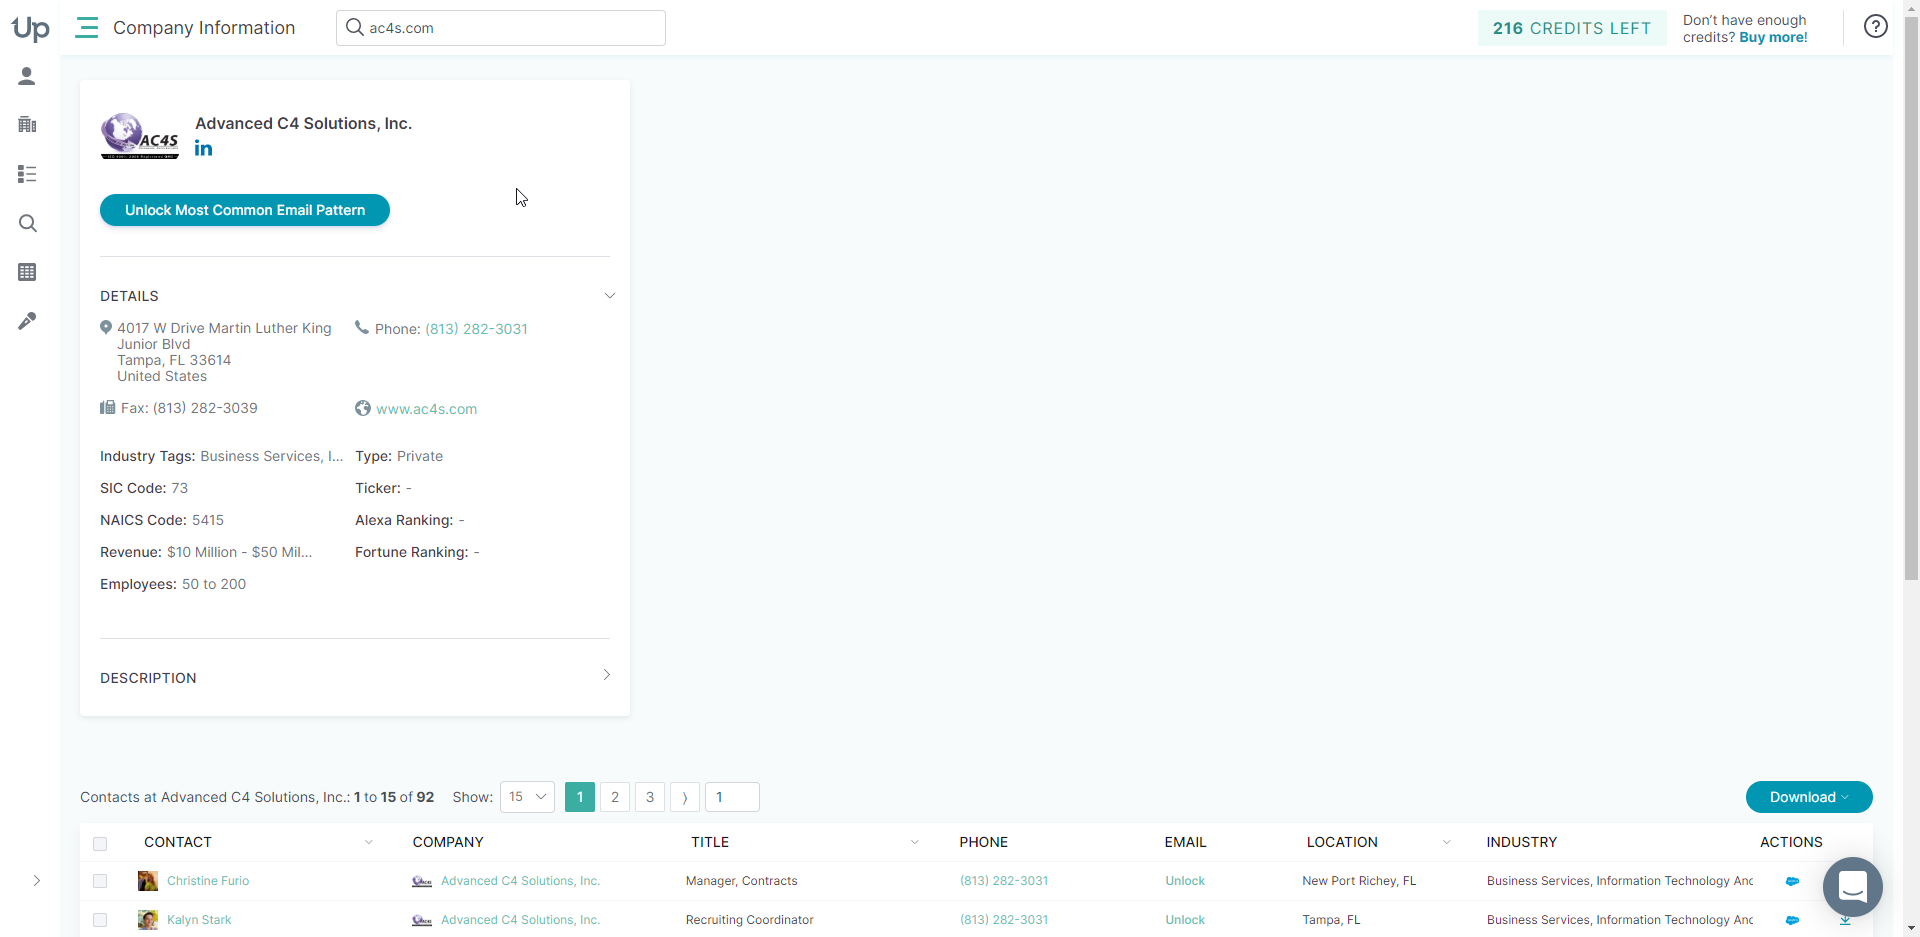 Up
Company Information
ac4s.com
216 CREDITS LEFT
Don't have enough
credits? Buy more!
?
AC4S
Advanced C4 Solutions, Inc.
in
Unlock Most Common Email Pattern
DETAILS
4017 W Drive Martin Luther King
Junior Blvd
Tampa, FL 33614
United States
Phone: (813) 282-3031
Fax: (813) 282-3039
www.ac4s.com
Industry Tags: Business Services, I...
Type: Private
SIC Code: 73
Ticker: -
NAICS Code: 5415
Alexa Ranking: -
Revenue: $10 Million - $50 Mil...
Fortune Ranking: -
Employees: 50 to 200
DESCRIPTION
Contacts at Advanced C4 Solutions, Inc.: 1 to 15 of 92 Show: 15 1 2 3 ⟩ 1
Download
CONTACT COMPANY TITLE PHONE EMAIL LOCATION INDUSTRY ACTIONS
Christine Furio Advanced C4 Solutions, Inc. Manager, Contracts (813) 282-3031 Unlock New Port Richey, FL Business Services, Information Technology Anc
Kalyn Stark Advanced C4 Solutions, Inc. Recruiting Coordinator (813) 282-3031 Unlock Tampa, FL Business Services, Information Technology Anc